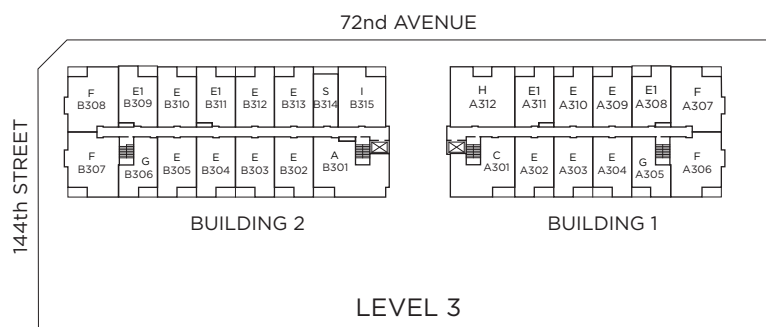 72nd AVENUE
144th STREET
F
B308
E1
B309
E
B310
E1
B311
E
B312
E
B313
S
B314
I
B315
F
B307
G
B306
E
B305
E
B304
E
B303
E
B302
A
B301
BUILDING 2
H
A312
E1
A311
E
A310
E
A309
E1
A308
F
A307
C
A301
E
A302
E
A303
E
A304
G
A305
F
A306
BUILDING 1
LEVEL 3